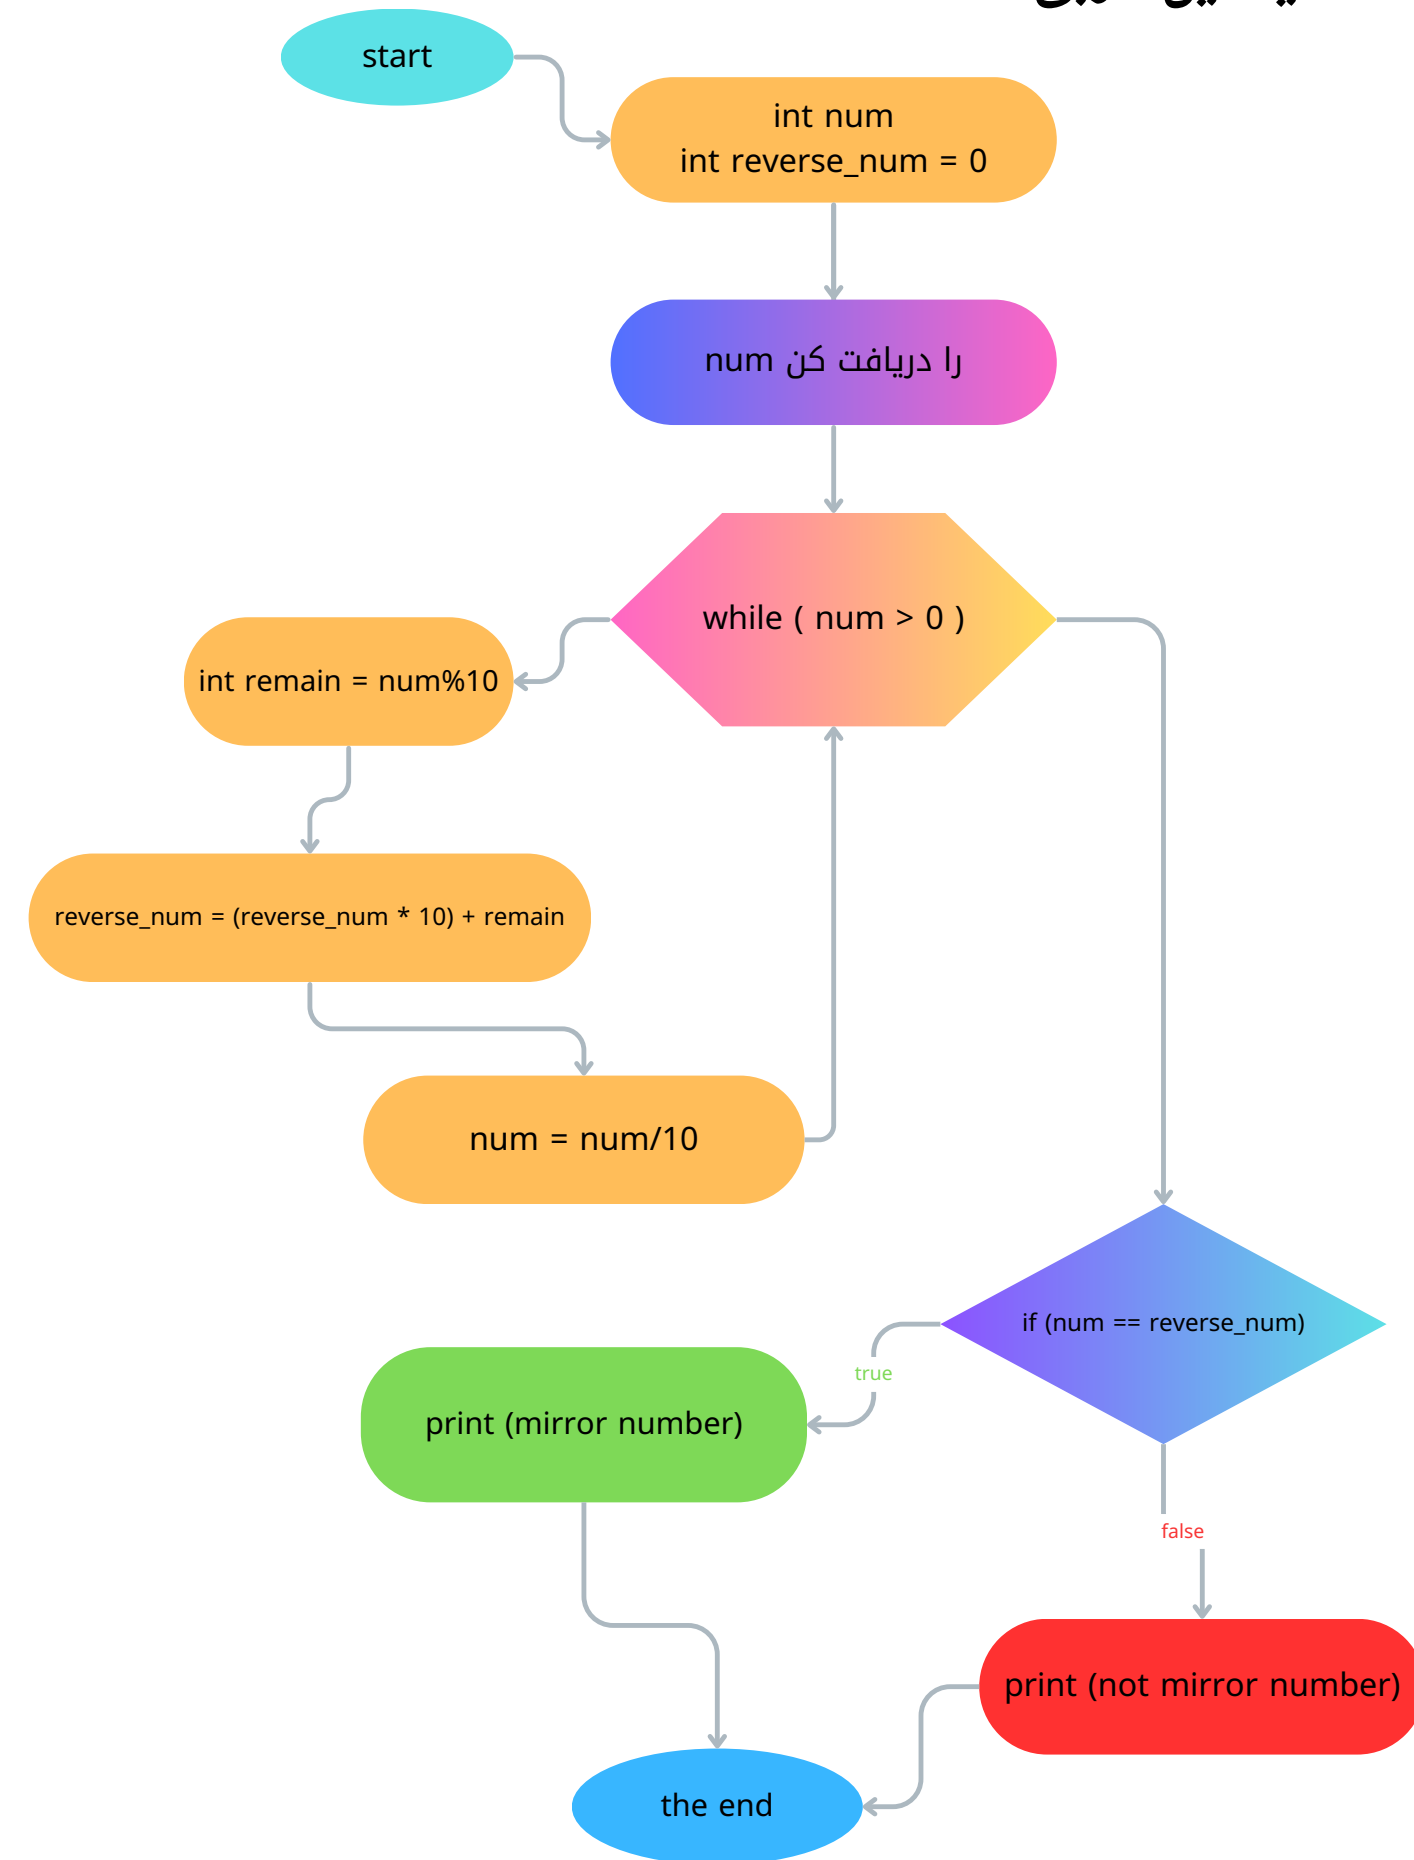 start
int num
int reverse_num = 0
num را دریافت کن
while ( num > 0 )
int remain = num%10
reverse_num = (reverse_num * 10) + remain
num = num/10
if (num == reverse_num)
true
print (mirror number)
false
print (not mirror number)
the end